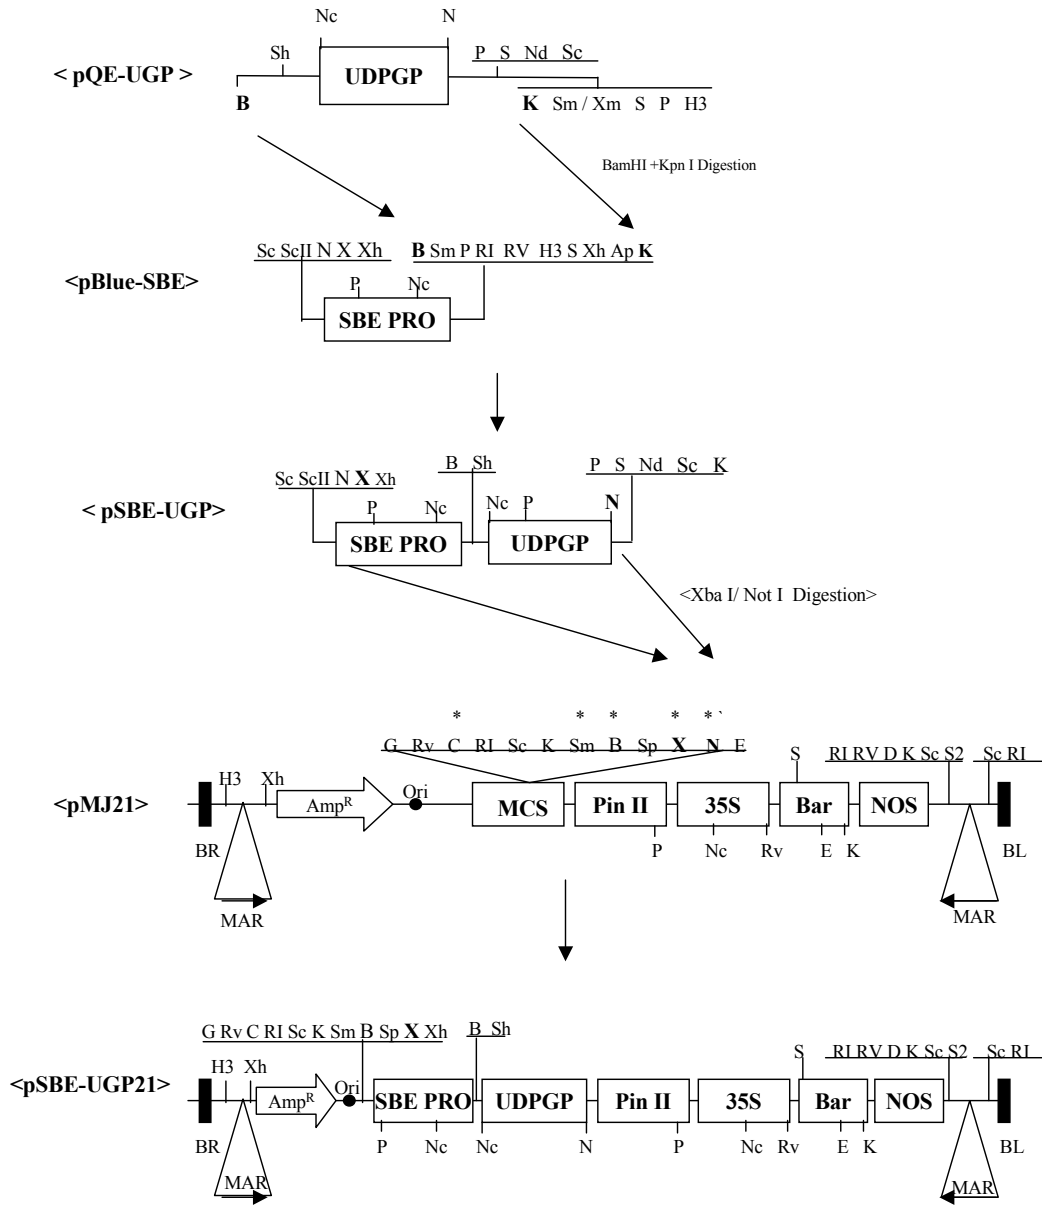 Nc N
Sh P S Nd Sc
< pQE-UGP > UDPGP
B K Sm / Xm S P H3
BamHI +Kpn I Digestion
Sc ScII N X Xh B Sm P RI RV H3 S Xh Ap K
<pBlue-SBE> P Nc
SBE PRO
B Sh P S Nd Sc K
Sc ScII N X Xh
P Nc Nc P N
< pSBE-UGP> SBE PRO UDPGP
<Xba I/ Not I Digestion>
* * * * * `
G Rv C RI Sc K Sm B Sp X N E
S RI RV D K Sc S2 Sc RI
H3 Xh Ori
<pMJ21> Amp^R MCS Pin II 35S Bar NOS
BR P Nc Rv E K BL
MAR MAR
G Rv C RI Sc K Sm B Sp X Xh B Sh
S RI RV D K Sc S2 Sc RI
H3 Xh Ori
<pSBE-UGP21> Amp^R SBE PRO UDPGP Pin II 35S Bar NOS
BR P Nc Nc N P Nc Rv E K BL
MAR MAR